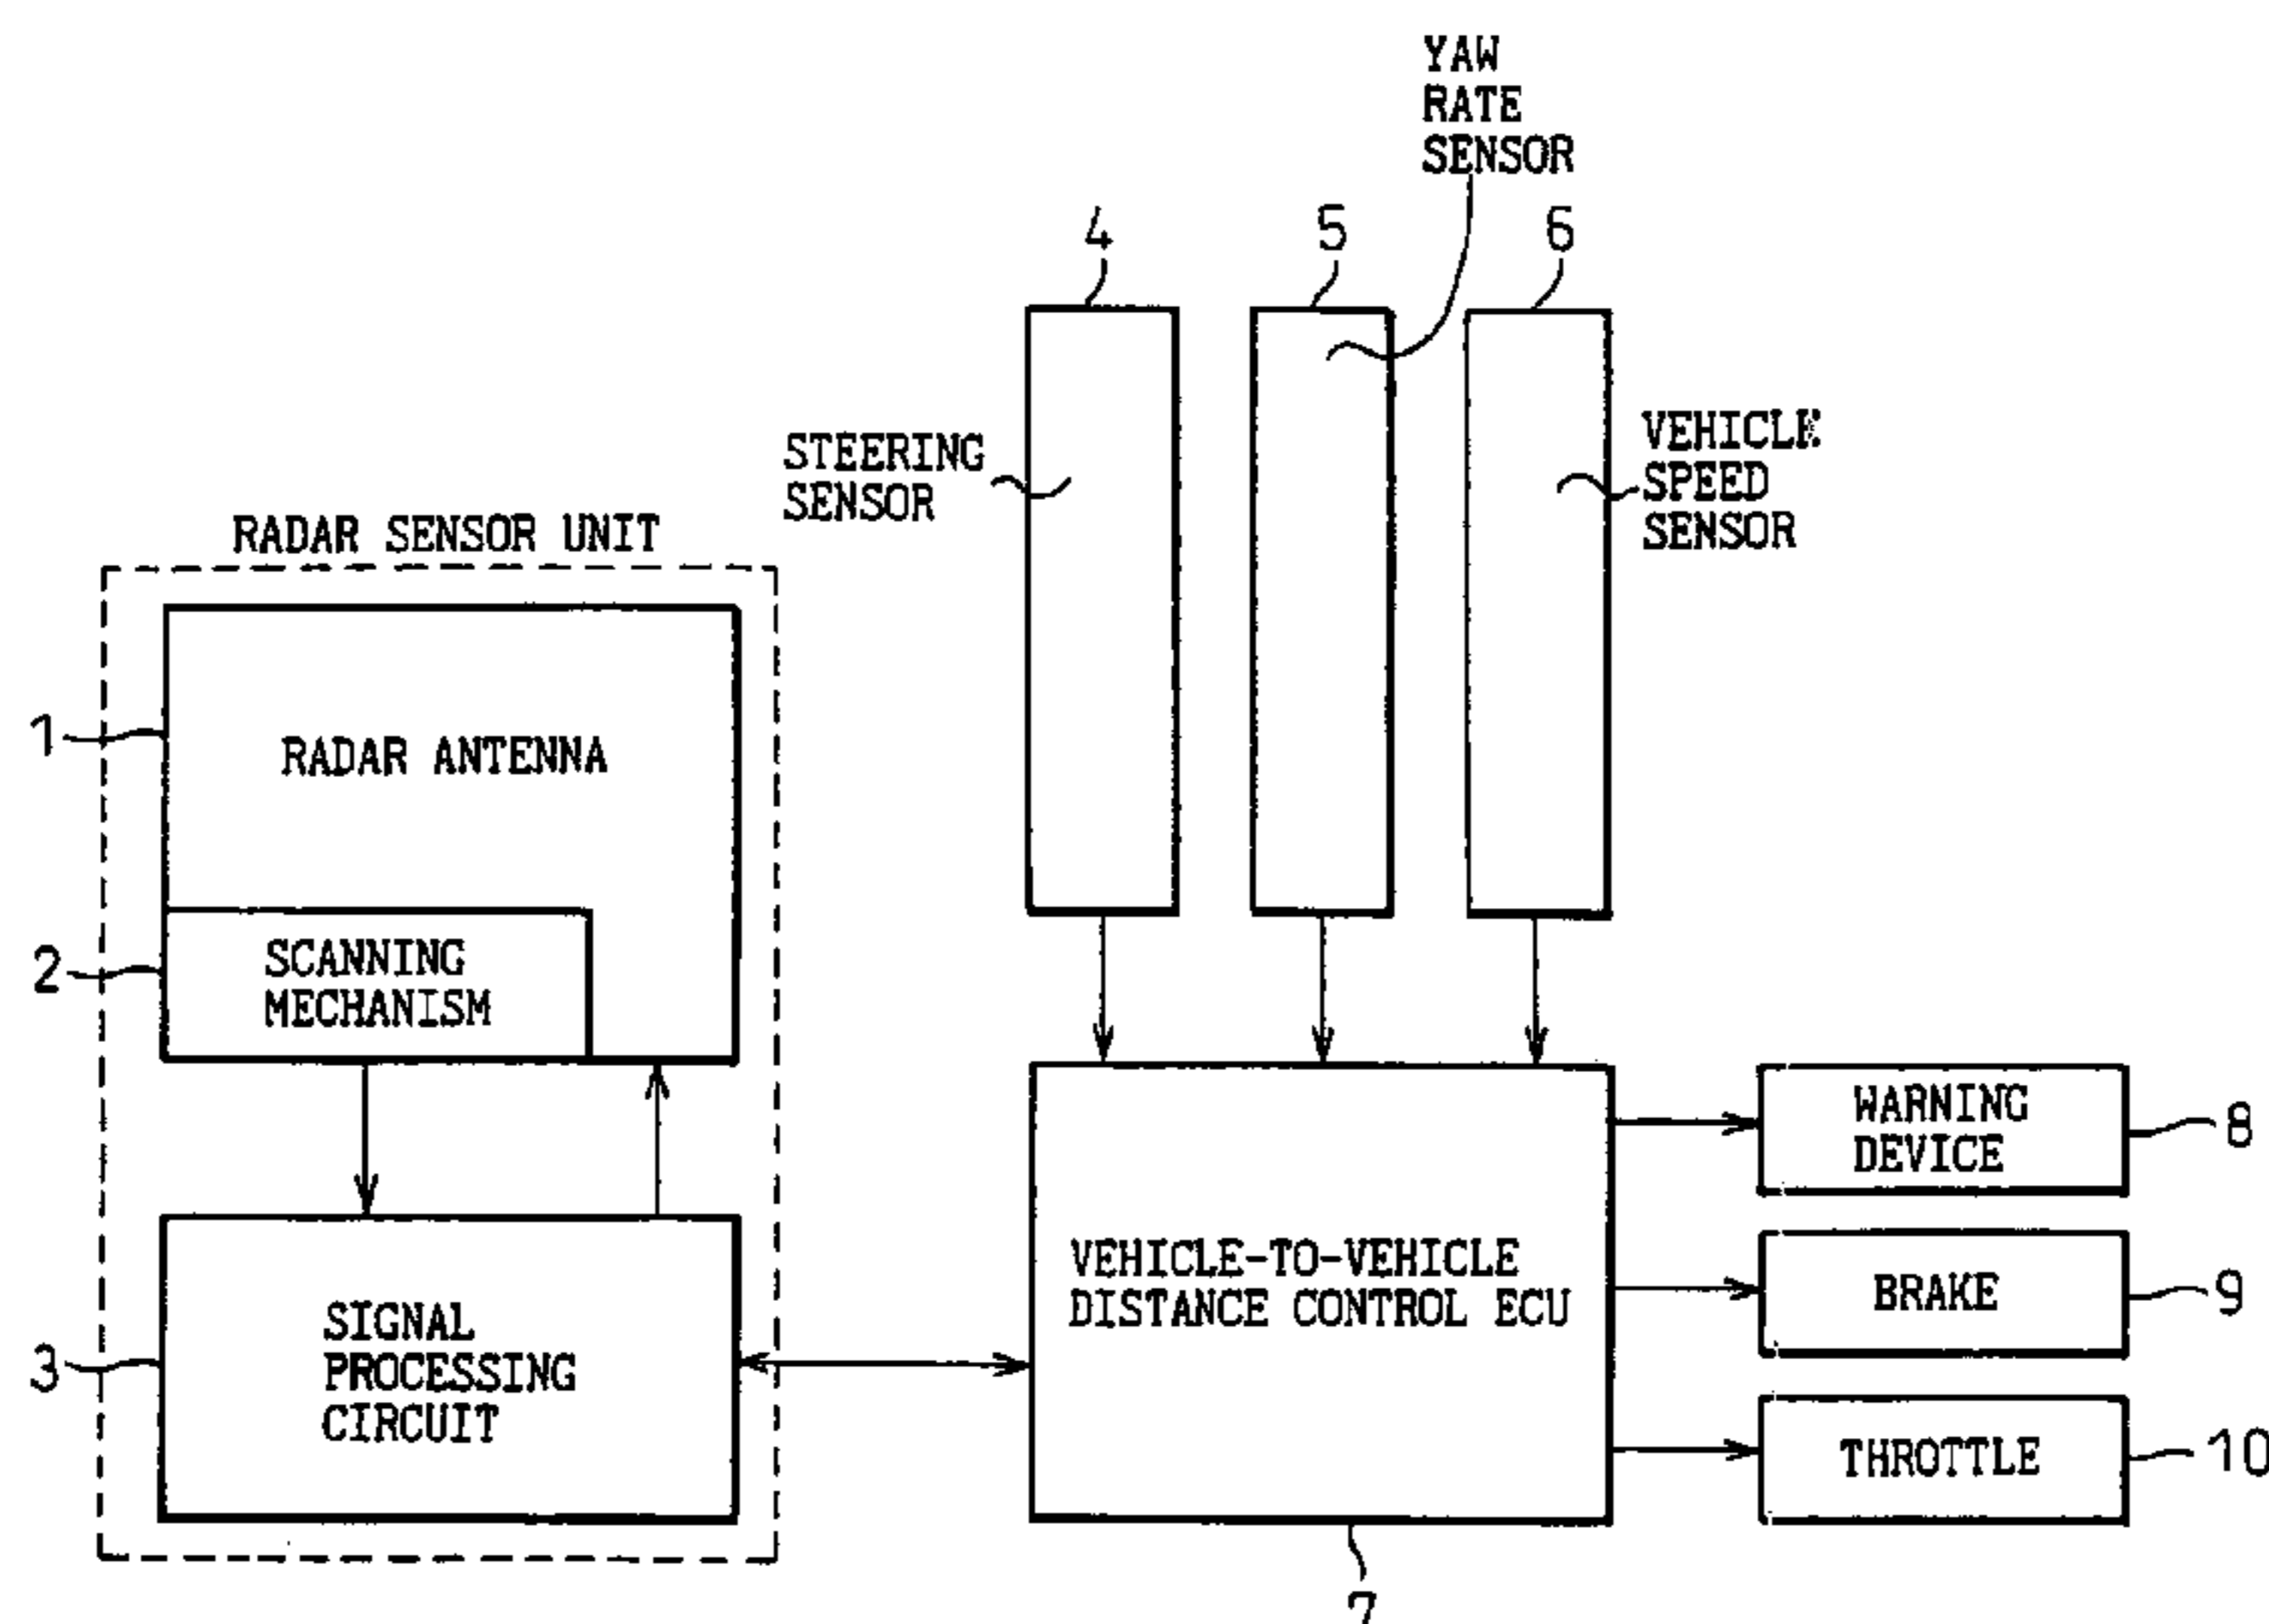 YAW
RATE
SENSOR
4
5
6
STEERING
SENSOR
VEHICLE
SPEED
SENSOR
RADAR SENSOR UNIT
1
RADAR ANTENNA
2
SCANNING
MECHANISM
3
SIGNAL
PROCESSING
CIRCUIT
VEHICLE-TO-VEHICLE
DISTANCE CONTROL ECU
7
WARNING
DEVICE
8
BRAKE
9
THROTTLE
10